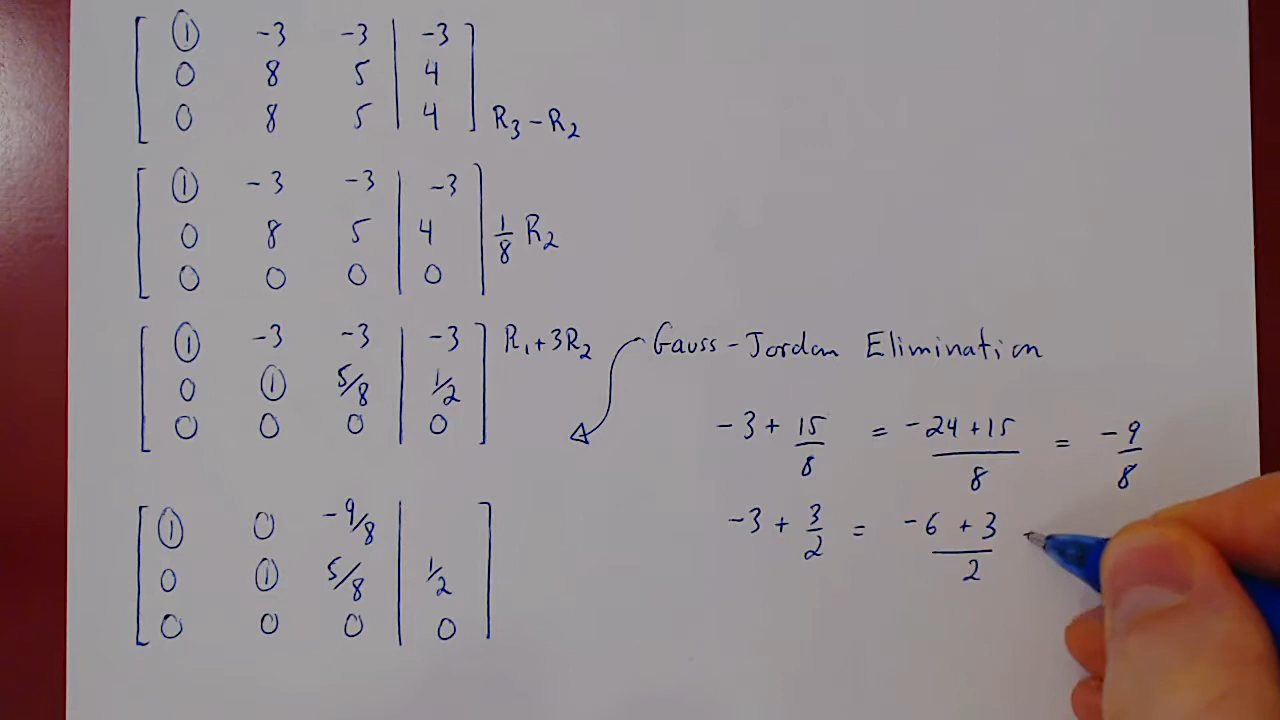 1 -3 -3 | -3
0 8 5 | 4
0 8 5 | 4 R₃ - R₂
1 -3 -3 | -3
0 8 5 | 4 1/8 R₂
0 0 0 | 0
1 -3 -3 | -3 R₁ + 3R₂
0 1 5/8 | 1/2
0 0 0 | 0
Gauss-Jordan Elimination
-3 + 15/8 = (-24 + 15)/8 = -9/8
-3 + 3/2 = (-6 + 3)/2
1 0 -9/8 |
0 1 5/8 | 1/2
0 0 0 | 0